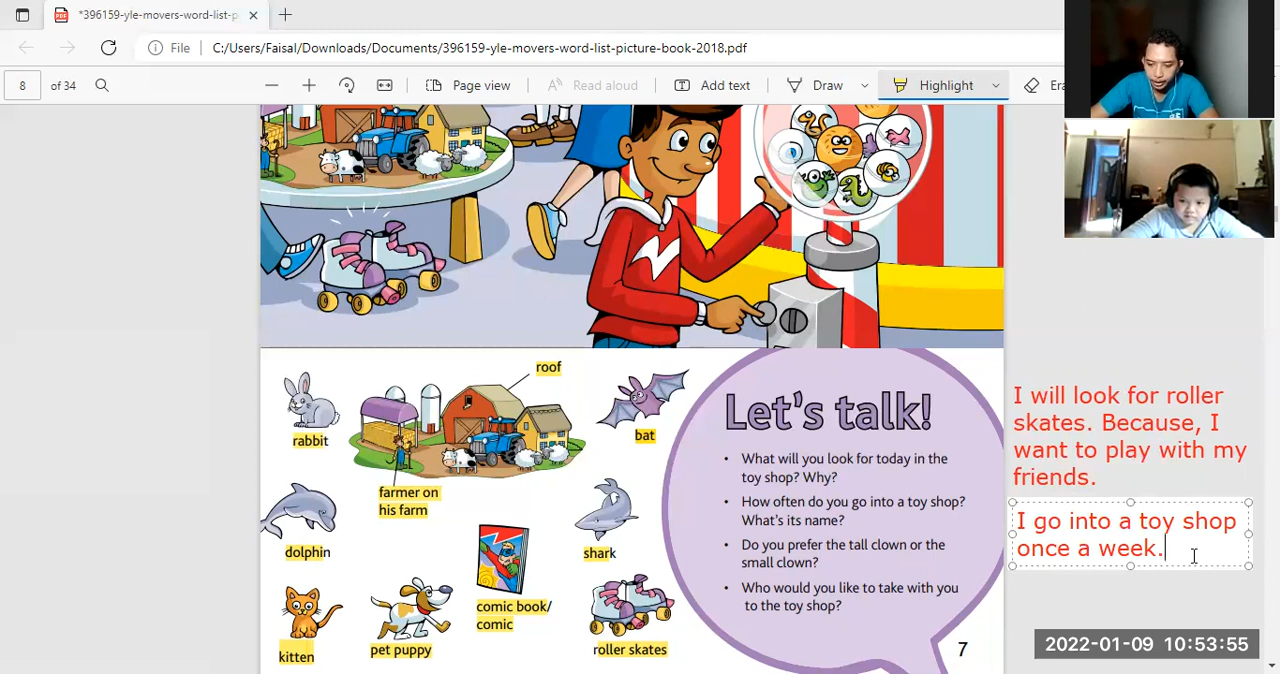 *396159-yle-movers-word-list-p
File
C:/Users/Faisal/Downloads/Documents/396159-yle-movers-word-list-picture-book-2018.pdf
8
of 34
Page view
Read aloud
Add text
Draw
Highlight
Era
roof
rabbit
bat
farmer on
his farm
dolphin
shark
comic book/
comic
kitten
pet puppy
roller skates
Let's talk!
• What will you look for today in the
toy shop? Why?
• How often do you go into a toy shop?
What's its name?
• Do you prefer the tall clown or the
small clown?
• Who would you like to take with you
to the toy shop?
7
I will look for roller
skates. Because, I
want to play with my
friends.
I go into a toy shop
once a week.
2022-01-09 10:53:55